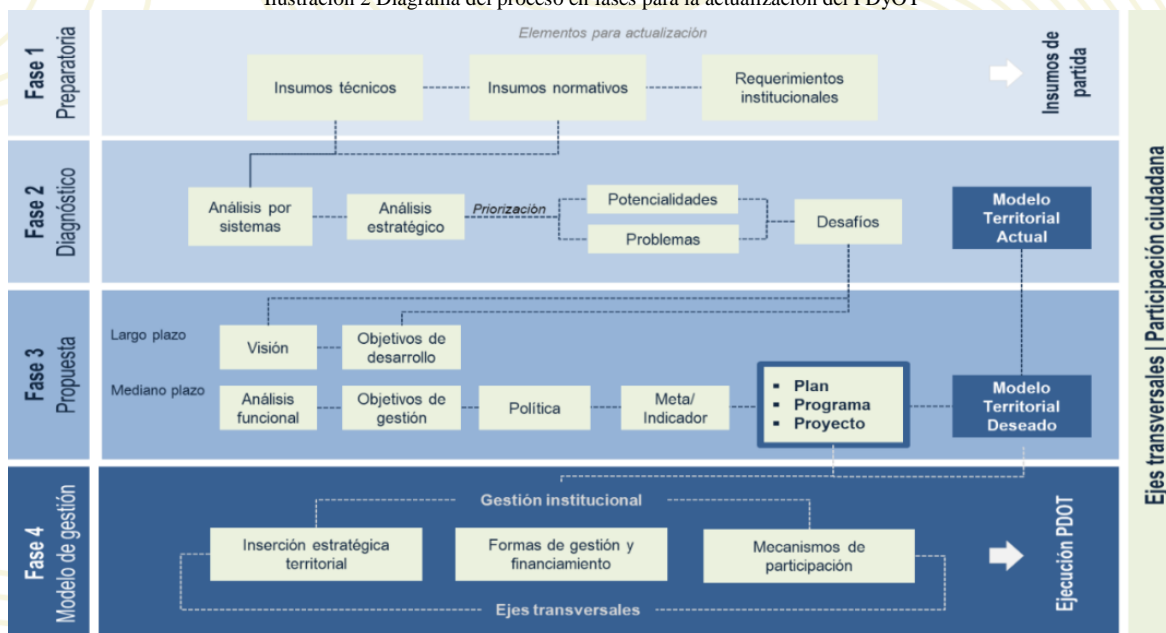 Ilustración 2 Diagrama del proceso en fases para la actualización del PDyOT
Fase 1
Preparatoria
Elementos para actualización
Insumos técnicos
Insumos normativos
Requerimientos
institucionales
Insumos de
partida
Fase 2
Diagnóstico
Análisis por
sistemas
Análisis
estratégico
Priorización
Potencialidades
Problemas
Desafíos
Modelo
Territorial
Actual
Fase 3
Propuesta
Largo plazo
Visión
Objetivos de
desarrollo
Mediano plazo
Análisis
funcional
Objetivos de
gestión
Política
Meta/
Indicador
▪ Plan
▪ Programa
▪ Proyecto
Modelo
Territorial
Deseado
Fase 4
Modelo de gestión
Gestión institucional
Inserción estratégica
territorial
Formas de gestión y
financiamiento
Mecanismos de
participación
Ejes transversales
Ejecución PDOT
Ejes transversales | Participación ciudadana